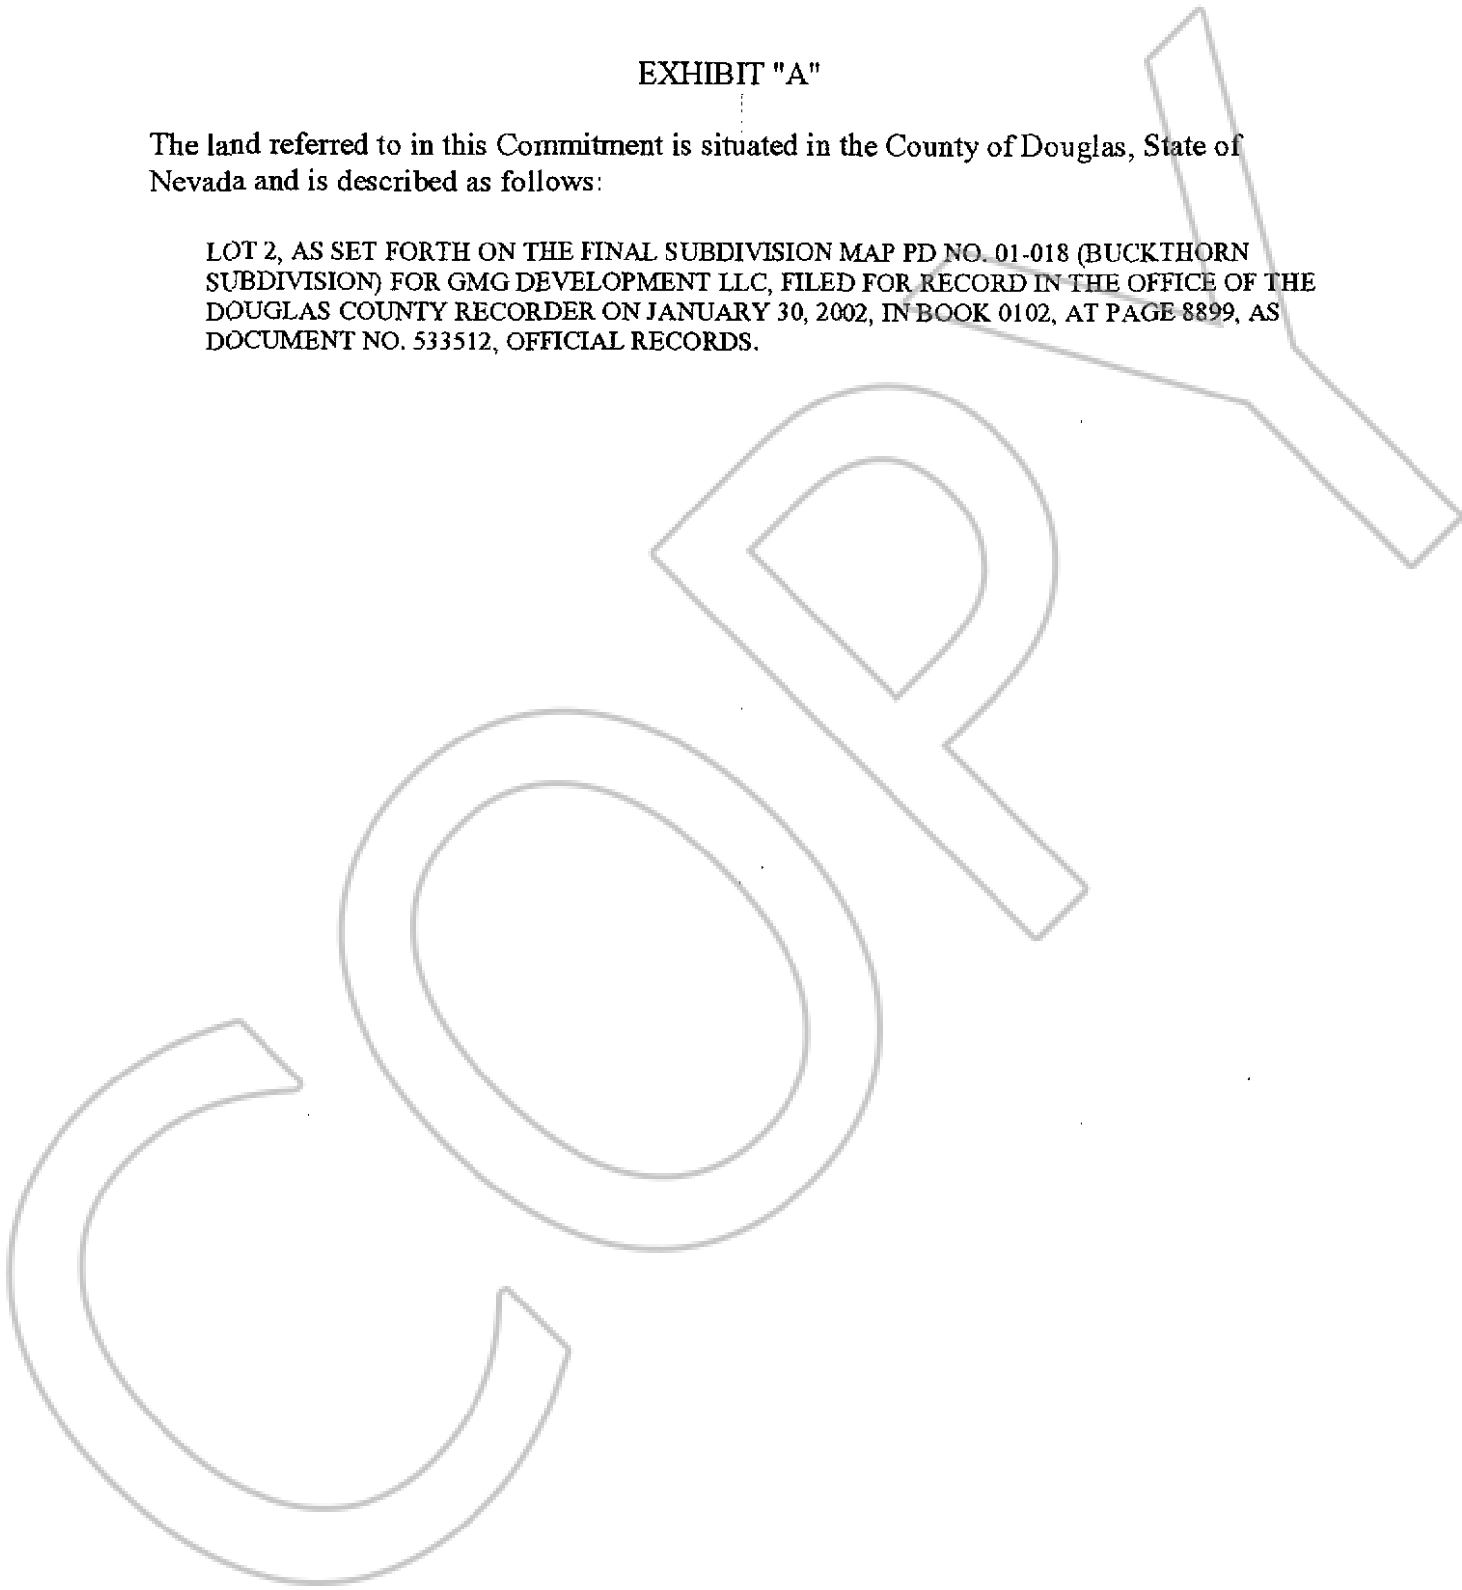 EXHIBIT "A"
The land referred to in this Commitment is situated in the County of Douglas, State of
Nevada and is described as follows:
LOT 2, AS SET FORTH ON THE FINAL SUBDIVISION MAP PD NO. 01-018 (BUCKTHORN
SUBDIVISION) FOR GMG DEVELOPMENT LLC, FILED FOR RECORD IN THE OFFICE OF THE
DOUGLAS COUNTY RECORDER ON JANUARY 30, 2002, IN BOOK 0102, AT PAGE 8899, AS
DOCUMENT NO. 533512, OFFICIAL RECORDS.
COPY